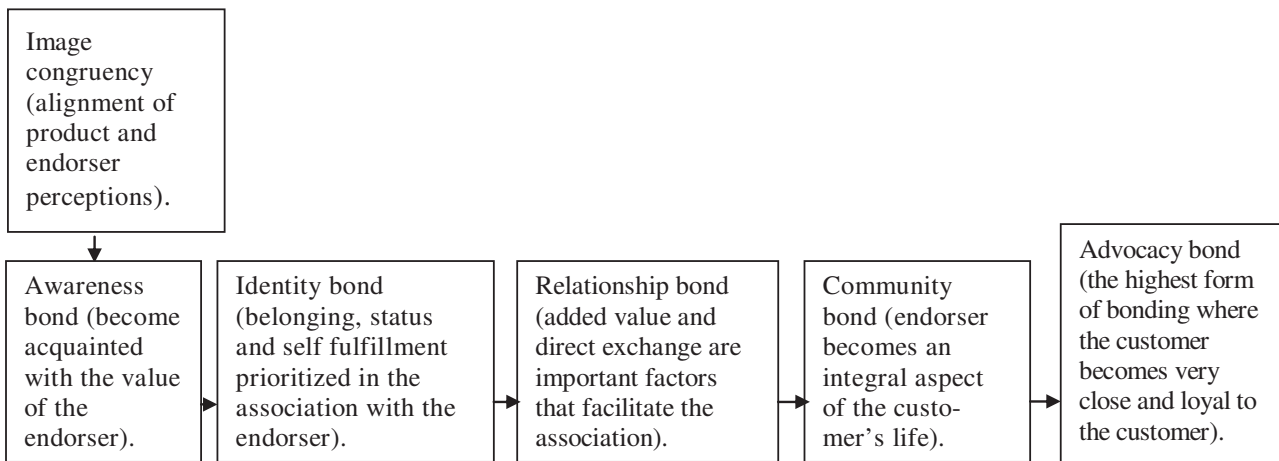 Image
congruency
(alignment of
product and
endorser
perceptions).
Awareness
bond (become
acquainted
with the value
of the
endorser).
Identity bond
(belonging, status
and self fulfillment
prioritized in the
association with the
endorser).
Relationship bond
(added value and
direct exchange are
important factors
that facilitate the
association).
Community
bond (endorser
becomes an
integral aspect
of the custo-
mer's life).
Advocacy bond
(the highest form
of bonding where
the customer
becomes very
close and loyal to
the customer).